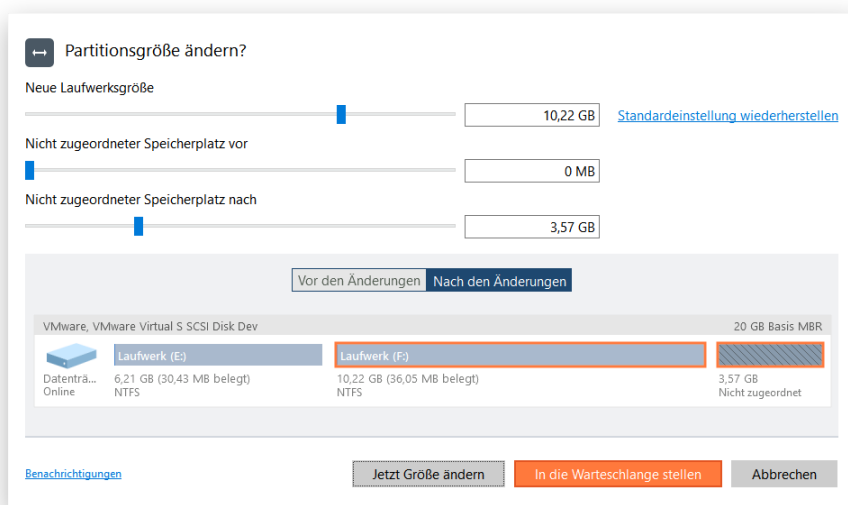 Partitionsgröße ändern?
Neue Laufwerksgröße
10,22 GB Standardeinstellung wiederherstellen
Nicht zugeordneter Speicherplatz vor
0 MB
Nicht zugeordneter Speicherplatz nach
3,57 GB
Vor den Änderungen Nach den Änderungen
VMware, VMware Virtual S SCSI Disk Dev 20 GB Basis MBR
Laufwerk (E:) Laufwerk (F:)
Datenträ... 6,21 GB (30,43 MB belegt) 10,22 GB (36,05 MB belegt) 3,57 GB
Online NTFS NTFS Nicht zugeordnet
Benachrichtigungen Jetzt Größe ändern In die Warteschlange stellen Abbrechen